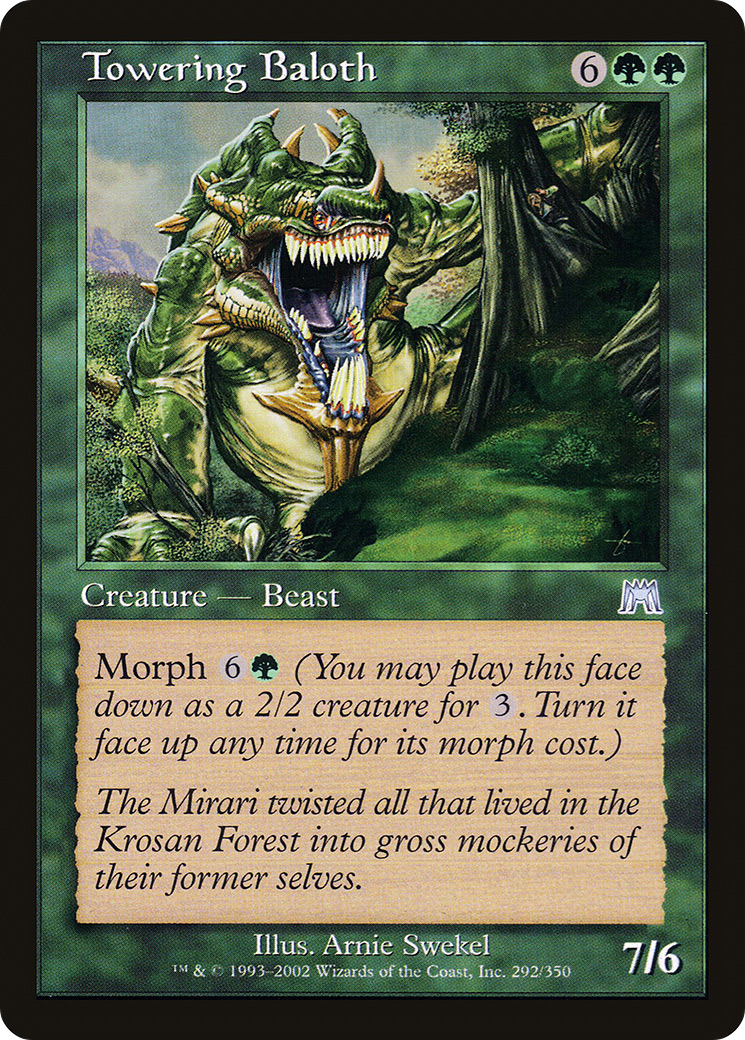 Towering Baloth 6
Creature — Beast
Morph 6 (You may play this face
down as a 2/2 creature for 3. Turn it
face up any time for its morph cost.)
The Mirari twisted all that lived in the
Krosan Forest into gross mockeries of
their former selves.
Illus. Arnie Swekel
™ & © 1993–2002 Wizards of the Coast, Inc. 292/350
7/6